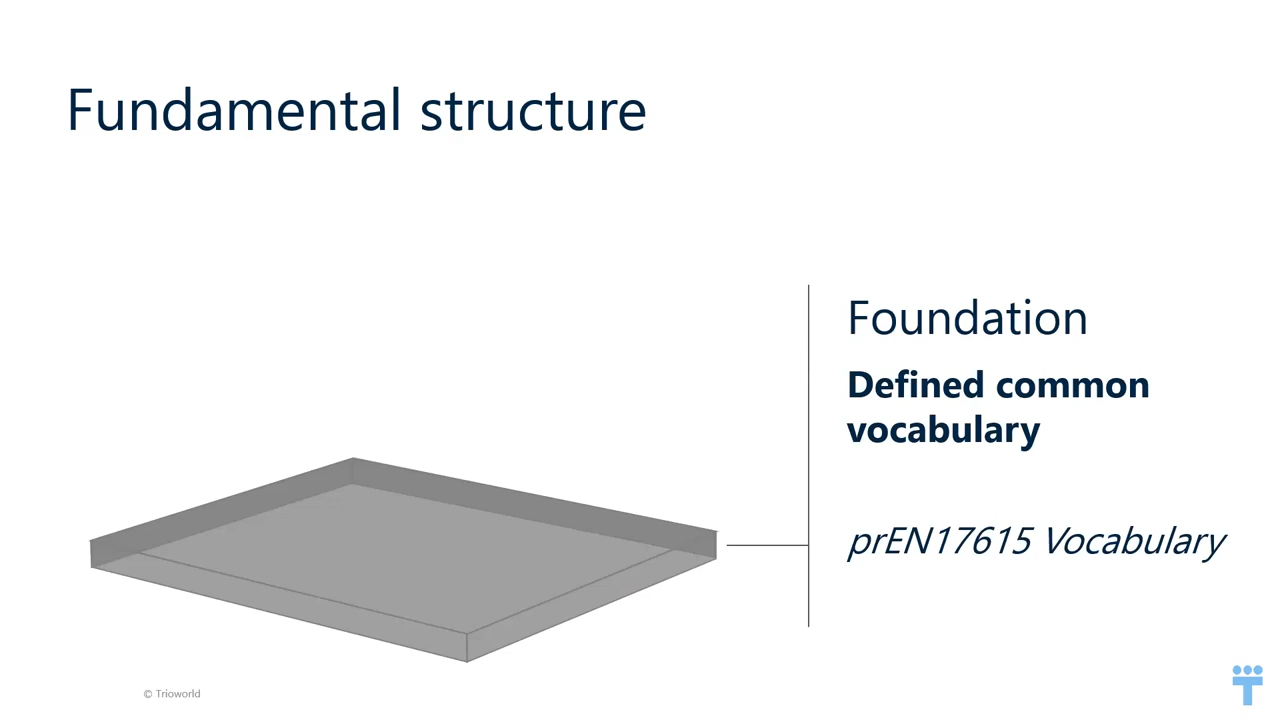 Fundamental structure
Foundation
Defined common
vocabulary
prEN17615 Vocabulary
© Trioworld